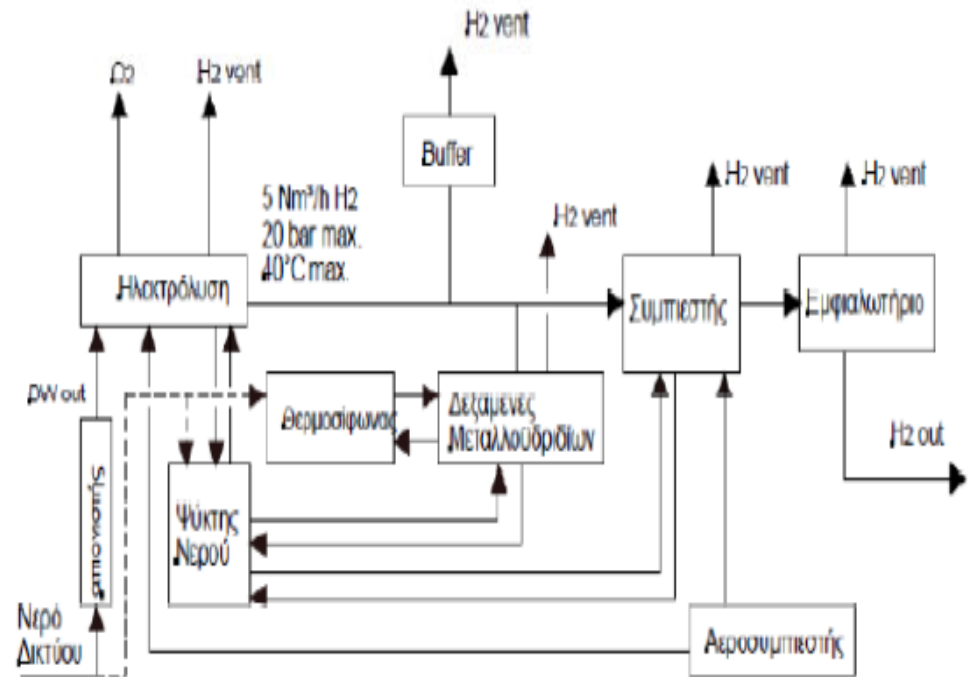 H2 vent
O2
H2 vent
Buffer
5 Nm³/h H2
20 bar max.
40°C max.
H2 vent
H2 vent
H2 vent
Ηλεκτρόλυση
Συμπιεστής
Εμφιαλωτήριο
DW out
Θερμοσίφωνας
Δεξαμενές
Μεταλλοϋδριδίων
H2 out
απιονιστής
Ψύκτης
Νερού
Νερό
Δικτύου
Αεροσυμπιεστής